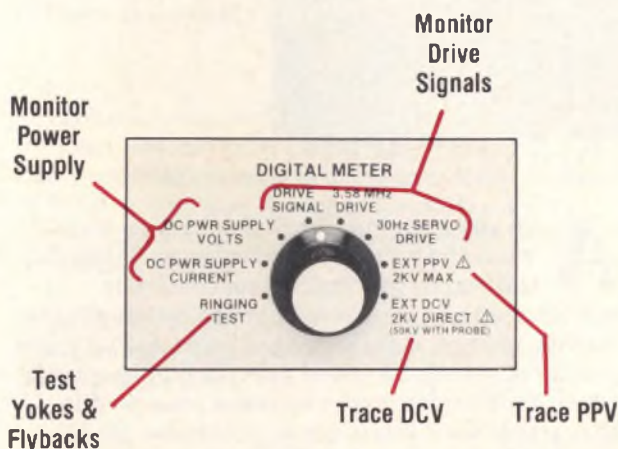 Monitor
Drive
Signals
Monitor
Power
Supply
DIGITAL METER
DRIVE
SIGNAL
3.58 MHz
DRIVE
DC PWR SUPPLY
VOLTS
30Hz SERVO
DRIVE
DC PWR SUPPLY
CURRENT
EXT PPV ⚠
2KV MAX
RINGING
TEST
EXT DCV
2KV DIRECT ⚠
(50KV WITH PROBE)
Test
Yokes &
Flybacks
Trace DCV
Trace PPV